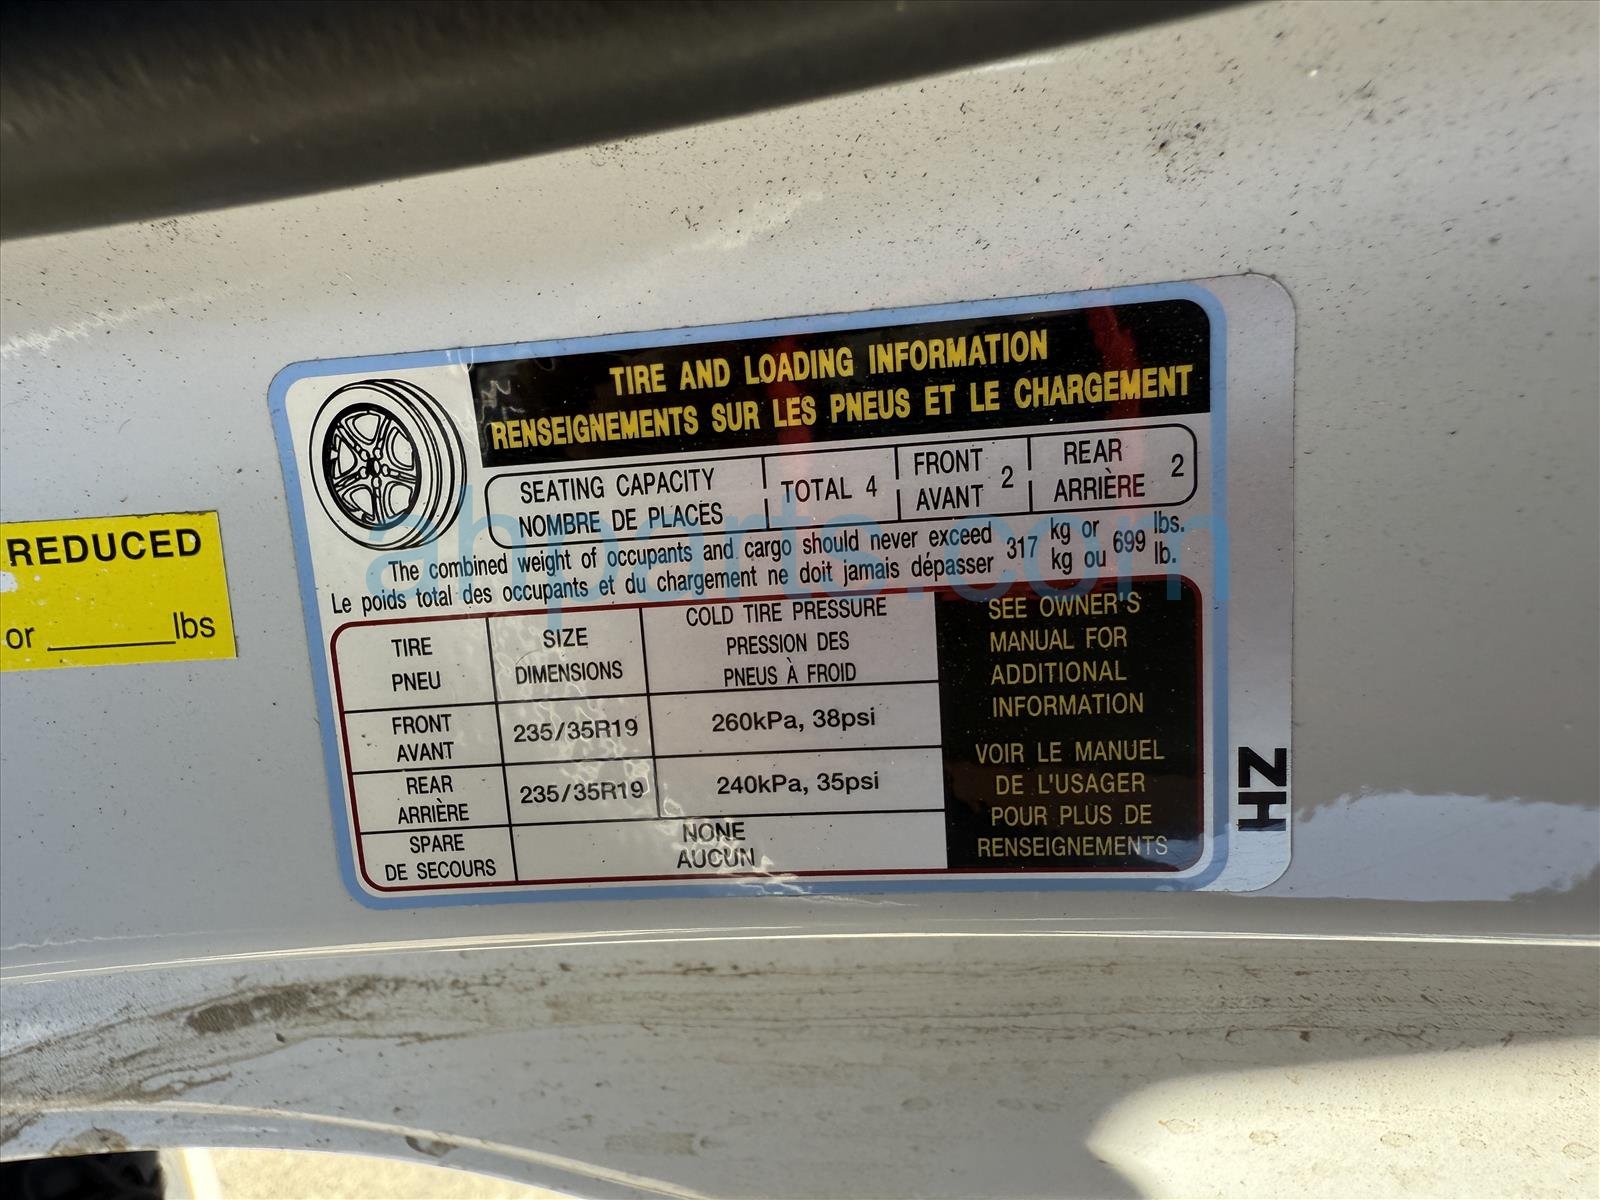 TIRE AND LOADING INFORMATION
RENSEIGNEMENTS SUR LES PNEUS ET LE CHARGEMENT
SEATING CAPACITY
NOMBRE DE PLACES
TOTAL 4
FRONT
AVANT
2
REAR
ARRIÈRE
2
The combined weight of occupants and cargo should never exceed 317 kg or 699 lbs.
Le poids total des occupants et du chargement ne doit jamais dépasser kg ou lb.
TIRE
PNEU
SIZE
DIMENSIONS
COLD TIRE PRESSURE
PRESSION DES
PNEUS À FROID
FRONT
AVANT
235/35R19
260kPa, 38psi
REAR
ARRIÈRE
235/35R19
240kPa, 35psi
SPARE
DE SECOURS
NONE
AUCUN
SEE OWNER'S
MANUAL FOR
ADDITIONAL
INFORMATION
VOIR LE MANUEL
DE L'USAGER
POUR PLUS DE
RENSEIGNEMENTS
HZ
REDUCED
or ______lbs
ahparts.com